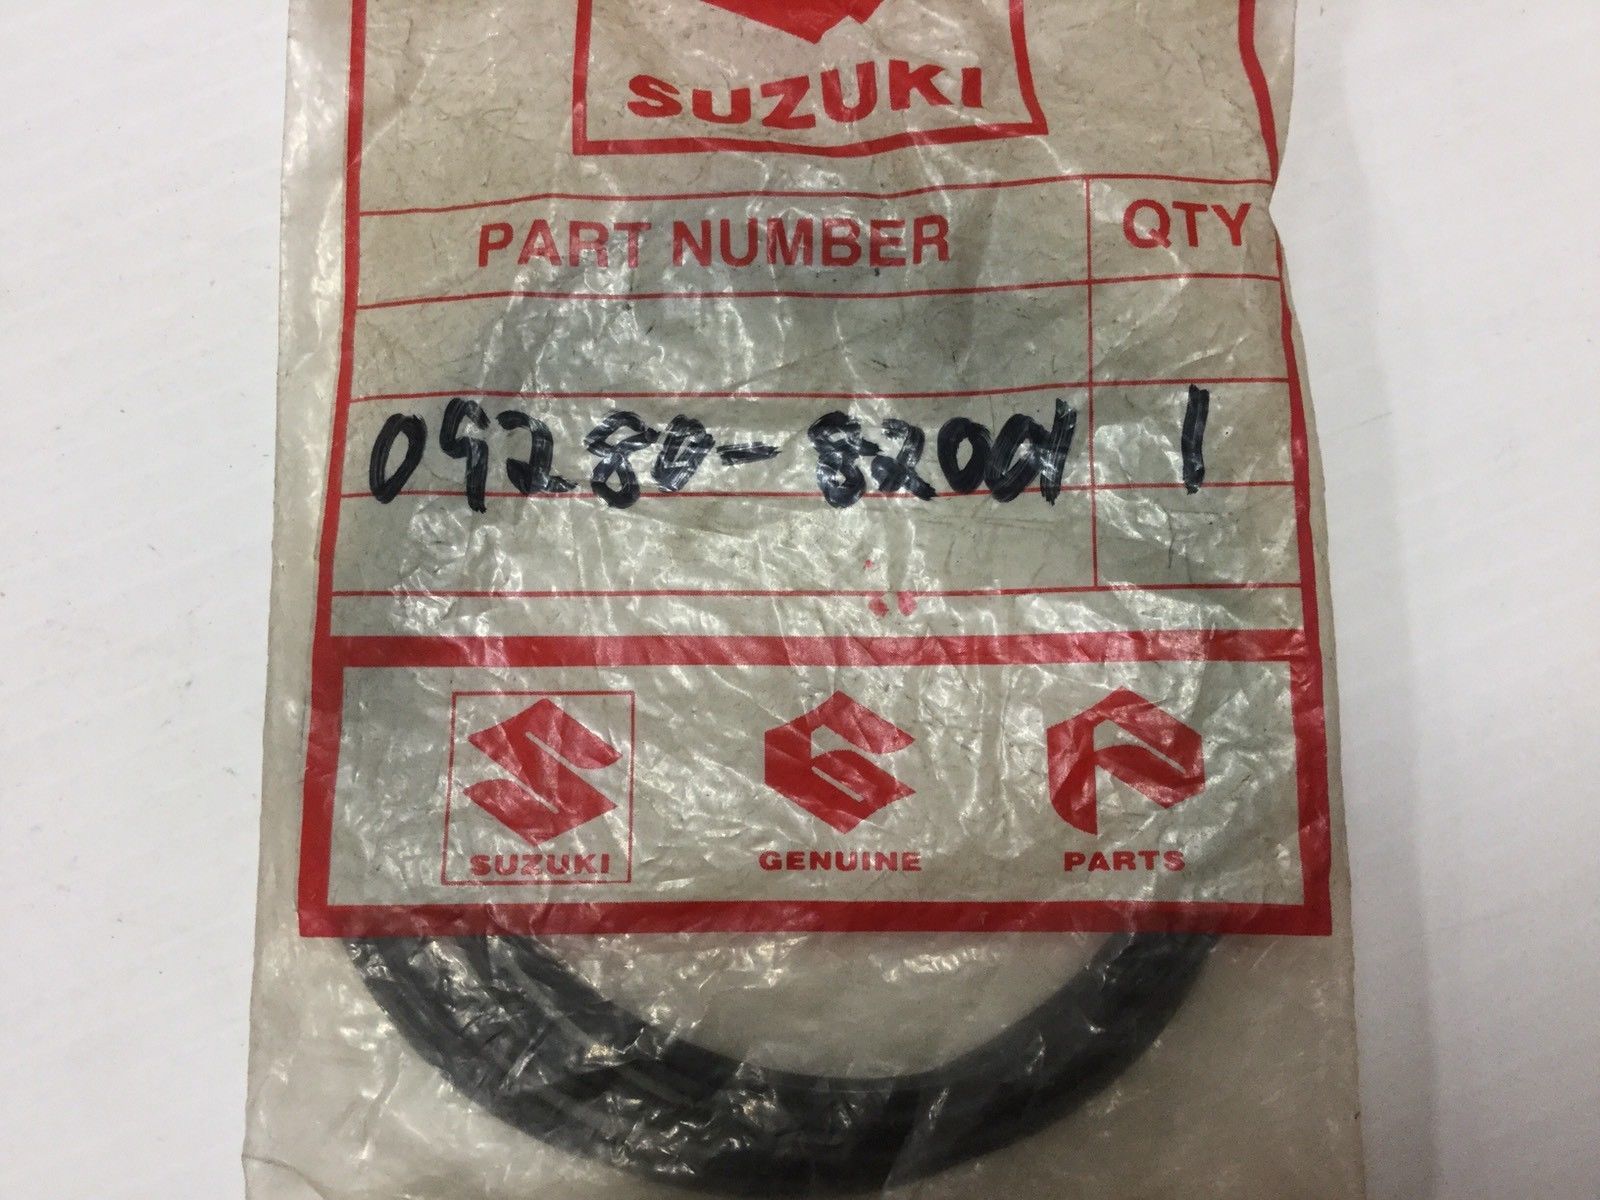 SUZUKI
PART NUMBER QTY
09280-82001 1
SUZUKI GENUINE PARTS